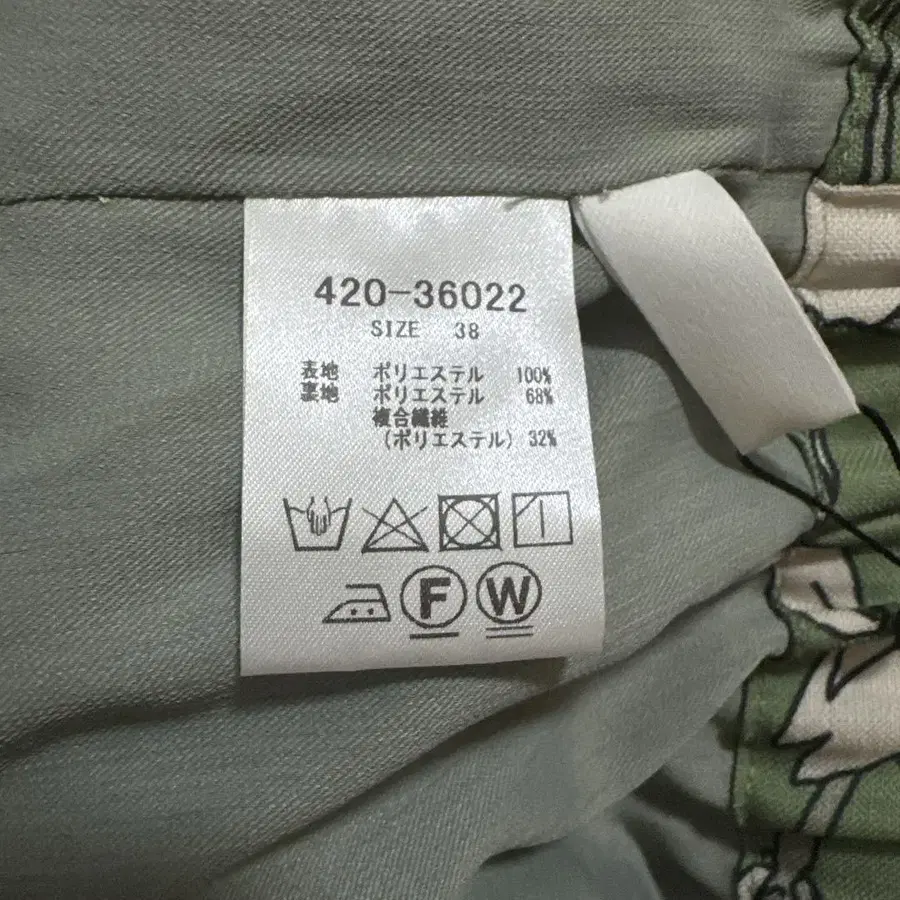 420-36022
SIZE 38
表地 ポリエステル 100%
裏地 ポリエステル 68%
複合繊維
(ポリエステル) 32%
F W